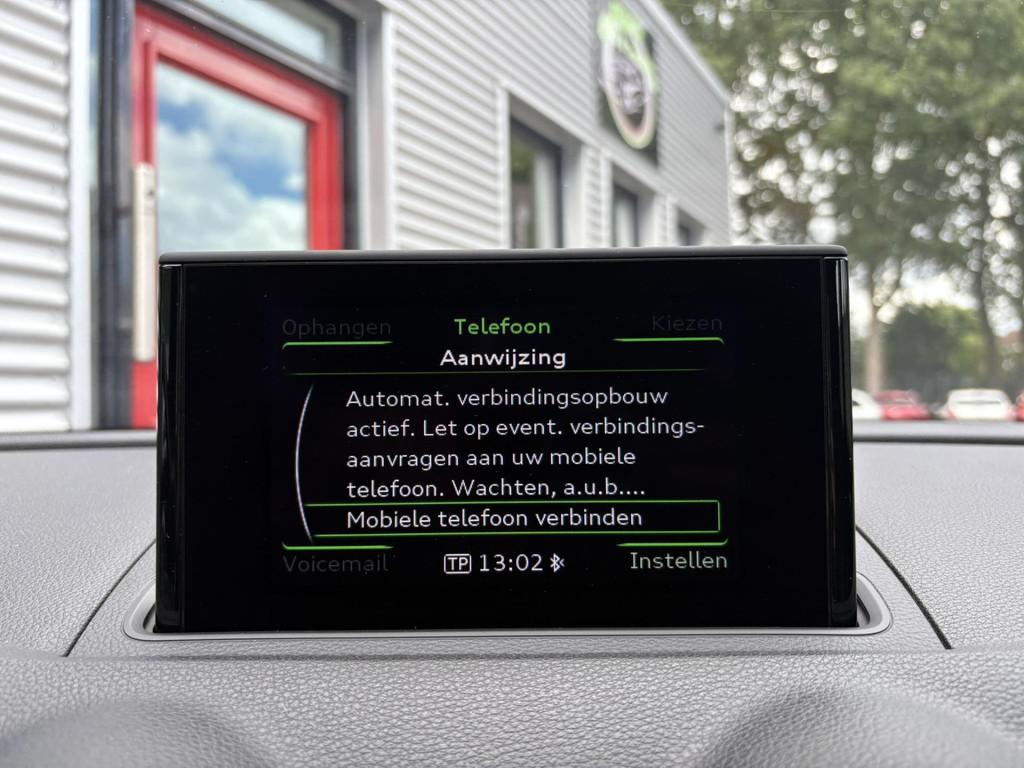 Ophangen Telefoon Kiezen
Aanwijzing
Automat. verbindingsopbouw
actief. Let op event. verbindings-
aanvragen aan uw mobiele
telefoon. Wachten, a.u.b....
Mobiele telefoon verbinden
Voicemail TP 13:02 Instellen